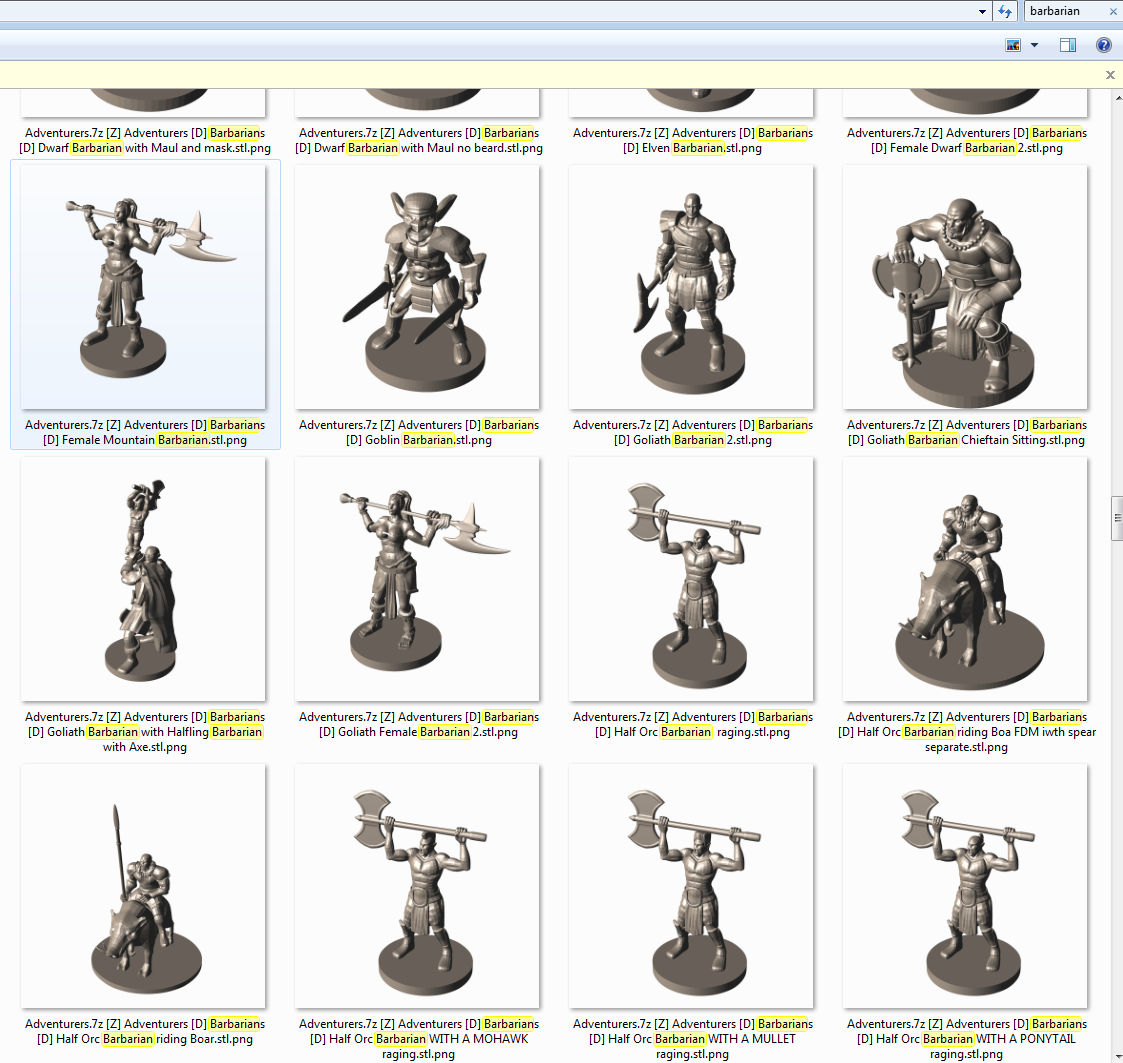 barbarian
Adventurers.7z [Z] Adventurers [D] Barbarians
[D] Dwarf Barbarian with Maul and mask.stl.png
Adventurers.7z [Z] Adventurers [D] Barbarians
[D] Dwarf Barbarian with Maul no beard.stl.png
Adventurers.7z [Z] Adventurers [D] Barbarians
[D] Elven Barbarian.stl.png
Adventurers.7z [Z] Adventurers [D] Barbarians
[D] Female Dwarf Barbarian 2.stl.png
Adventurers.7z [Z] Adventurers [D] Barbarians
[D] Female Mountain Barbarian.stl.png
Adventurers.7z [Z] Adventurers [D] Barbarians
[D] Goblin Barbarian.stl.png
Adventurers.7z [Z] Adventurers [D] Barbarians
[D] Goliath Barbarian 2.stl.png
Adventurers.7z [Z] Adventurers [D] Barbarians
[D] Goliath Barbarian Chieftain Sitting.stl.png
Adventurers.7z [Z] Adventurers [D] Barbarians
[D] Goliath Barbarian with Halfling Barbarian
with Axe.stl.png
Adventurers.7z [Z] Adventurers [D] Barbarians
[D] Goliath Female Barbarian 2.stl.png
Adventurers.7z [Z] Adventurers [D] Barbarians
[D] Half Orc Barbarian raging.stl.png
Adventurers.7z [Z] Adventurers [D] Barbarians
[D] Half Orc Barbarian riding Boa FDM iwth spear
separate.stl.png
Adventurers.7z [Z] Adventurers [D] Barbarians
[D] Half Orc Barbarian riding Boar.stl.png
Adventurers.7z [Z] Adventurers [D] Barbarians
[D] Half Orc Barbarian WITH A MOHAWK
raging.stl.png
Adventurers.7z [Z] Adventurers [D] Barbarians
[D] Half Orc Barbarian WITH A MULLET
raging.stl.png
Adventurers.7z [Z] Adventurers [D] Barbarians
[D] Half Orc Barbarian WITH A PONYTAIL
raging.stl.png